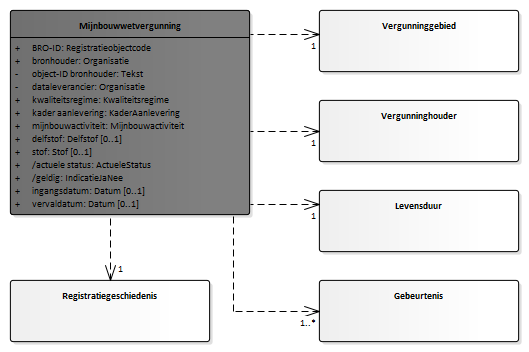 Mijnbouwwetvergunning
+ BRO-ID: Registratieobjectcode
+ bronhouder: Organisatie
- object-ID bronhouder: Tekst
- dataleverancier: Organisatie
+ kwaliteitsregime: Kwaliteitsregime
+ kader aanlevering: KaderAanlevering
+ mijnbouwactiviteit: Mijnbouwactiviteit
+ delfstof: Delfstof [0..1]
+ stof: Stof [0..1]
+ /actuele status: ActueleStatus
+ /geldig: IndicatieJaNee
+ ingangsdatum: Datum [0..1]
+ vervaldatum: Datum [0..1]
Vergunninggebied
1
Vergunninghouder
1
Levensduur
1
Registratiegeschiedenis
1
Gebeurtenis
1..*